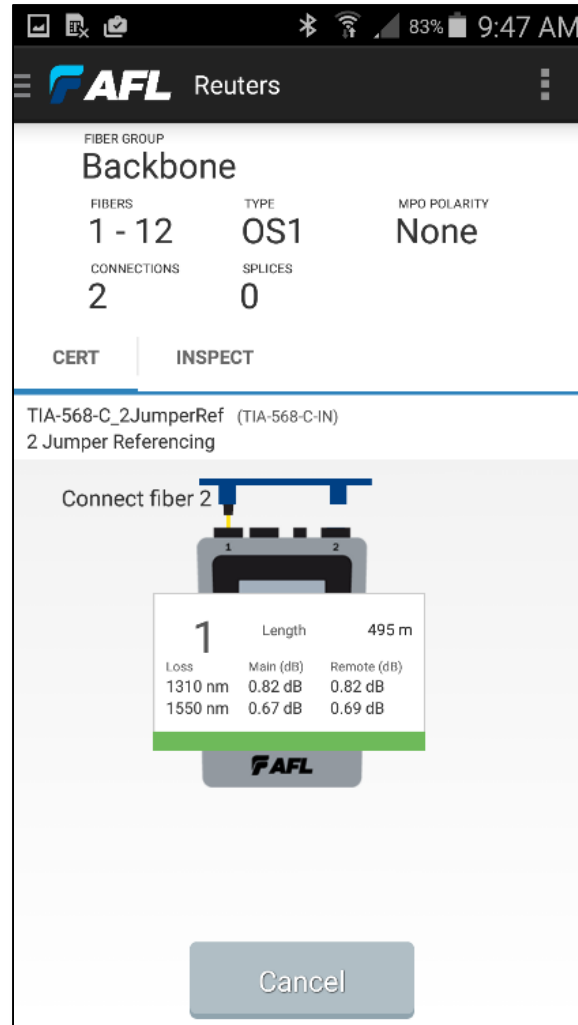 83% 9:47 AM
AFL Reuters
FIBER GROUP
Backbone
FIBERS TYPE MPO POLARITY
1 - 12 OS1 None
CONNECTIONS SPLICES
2 0
CERT INSPECT
TIA-568-C_2JumperRef (TIA-568-C-IN)
2 Jumper Referencing
Connect fiber 2
1 2
1 Length 495 m
Loss Main (dB) Remote (dB)
1310 nm 0.82 dB 0.82 dB
1550 nm 0.67 dB 0.69 dB
AFL
Cancel